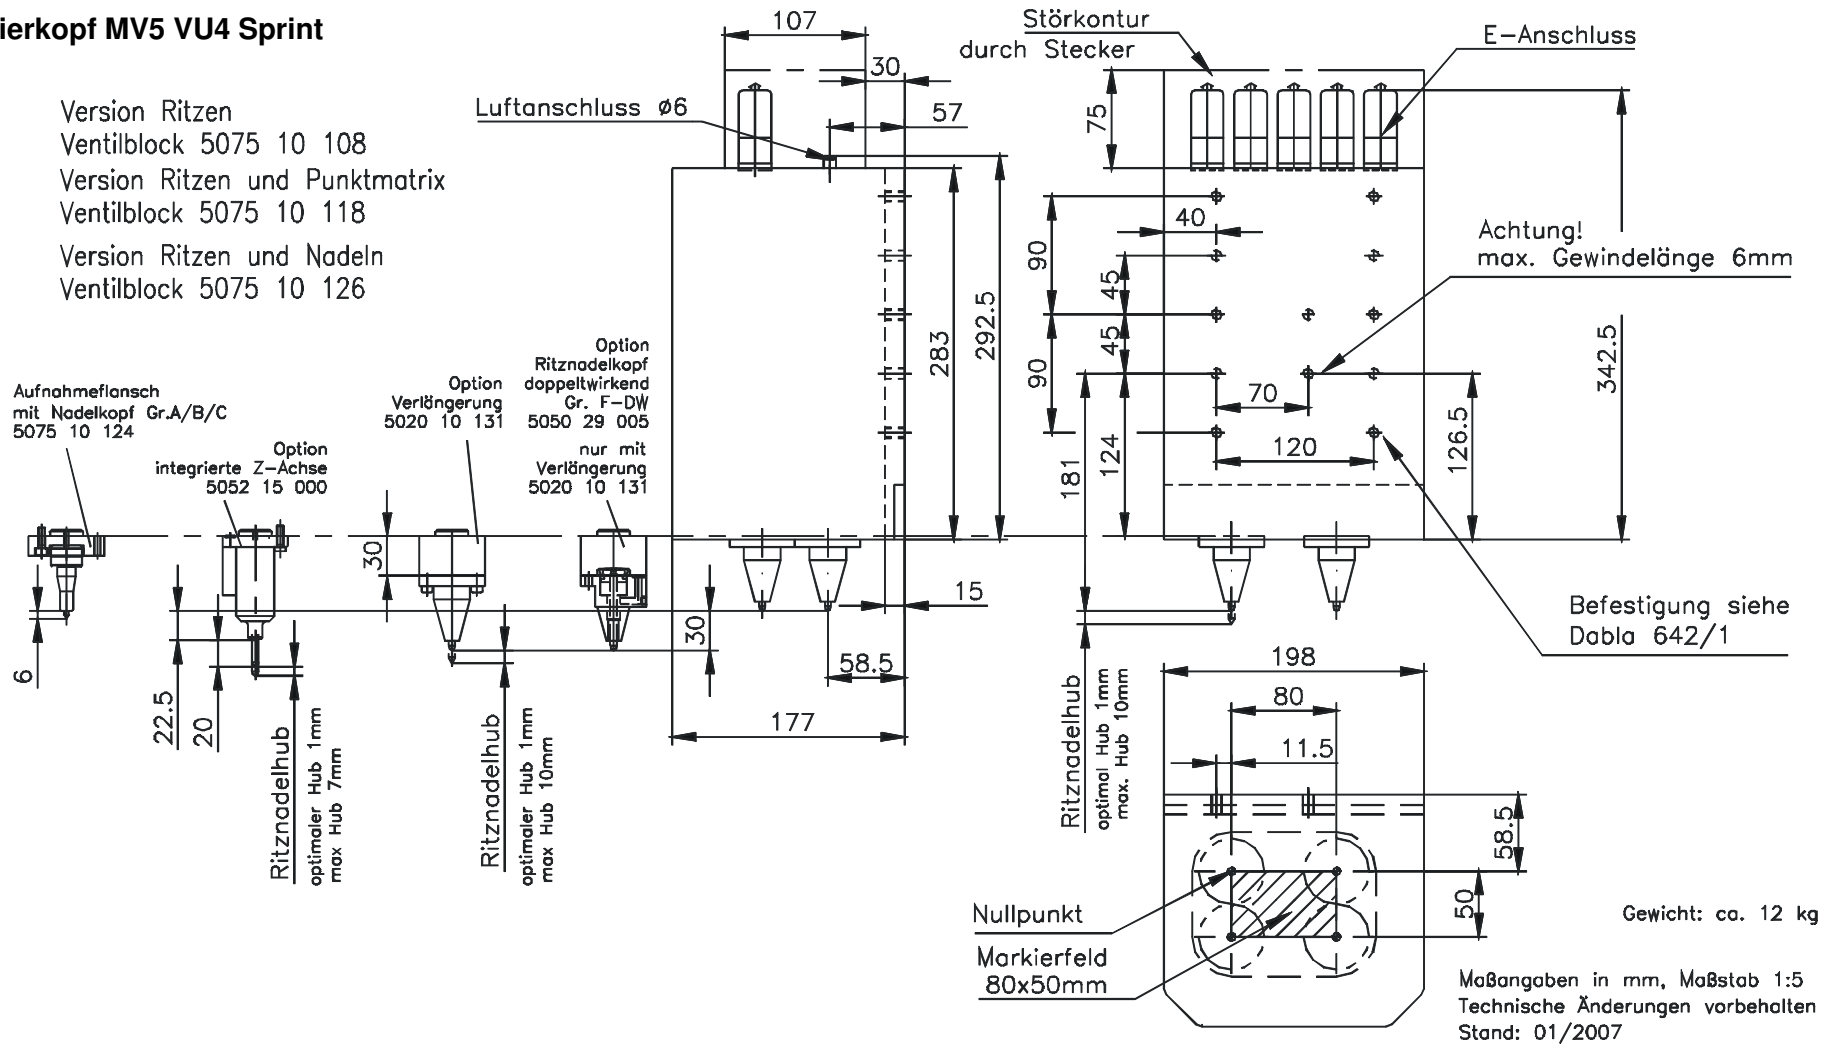 ierkopf MV5 VU4 Sprint
Version Ritzen
Ventilblock 5075 10 108
Version Ritzen und Punktmatrix
Ventilblock 5075 10 118
Version Ritzen und Nadeln
Ventilblock 5075 10 126
Aufnahmeflansch
mit Nadelkopf Gr.A/B/C
5075 10 124
Option
integrierte Z-Achse
5052 15 000
Option
Verlängerung
5020 10 131
Option
Ritznadelkopf
doppeltwirkend
Gr. F-DW
5050 29 005
nur mit
Verlängerung
5020 10 131
6
22.5
20
Ritznadelhub
optimaler Hub 1mm
max Hub 7mm
30
Ritznadelhub
optimaler Hub 1mm
max Hub 10mm
107
30
57
Luftanschluss ø6
283
292.5
15
30
58.5
177
Störkontur
durch Stecker
E-Anschluss
75
40
90
45
45
90
70
120
124
181
126.5
342.5
Achtung!
max. Gewindelänge 6mm
Befestigung siehe
Dabla 642/1
Ritznadelhub
optimal Hub 1mm
max. Hub 10mm
198
80
11.5
58.5
50
Nullpunkt
Markierfeld
80x50mm
Gewicht: ca. 12 kg
Maßangaben in mm, Maßstab 1:5
Technische Änderungen vorbehalten
Stand: 01/2007